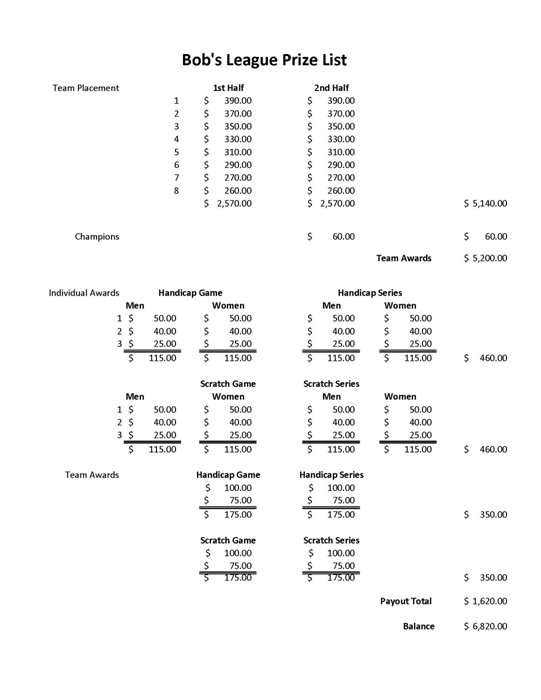 Bob's League Prize List
Team Placement 1st Half 2nd Half
1 $ 390.00 $ 390.00
2 $ 370.00 $ 370.00
3 $ 350.00 $ 350.00
4 $ 330.00 $ 330.00
5 $ 310.00 $ 310.00
6 $ 290.00 $ 290.00
7 $ 270.00 $ 270.00
8 $ 260.00 $ 260.00
$ 2,570.00 $ 2,570.00 $ 5,140.00
Champions $ 60.00 $ 60.00
Team Awards $ 5,200.00
Individual Awards Handicap Game Handicap Series
Men Women Men Women
1 $ 50.00 $ 50.00 $ 50.00 $ 50.00
2 $ 40.00 $ 40.00 $ 40.00 $ 40.00
3 $ 25.00 $ 25.00 $ 25.00 $ 25.00
$ 115.00 $ 115.00 $ 115.00 $ 115.00 $ 460.00
Scratch Game Scratch Series
Men Women Men Women
1 $ 50.00 $ 50.00 $ 50.00 $ 50.00
2 $ 40.00 $ 40.00 $ 40.00 $ 40.00
3 $ 25.00 $ 25.00 $ 25.00 $ 25.00
$ 115.00 $ 115.00 $ 115.00 $ 115.00 $ 460.00
Team Awards Handicap Game Handicap Series
$ 100.00 $ 100.00
$ 75.00 $ 75.00
$ 175.00 $ 175.00 $ 350.00
Scratch Game Scratch Series
$ 100.00 $ 100.00
$ 75.00 $ 75.00
$ 175.00 $ 175.00 $ 350.00
Payout Total $ 1,620.00
Balance $ 6,820.00